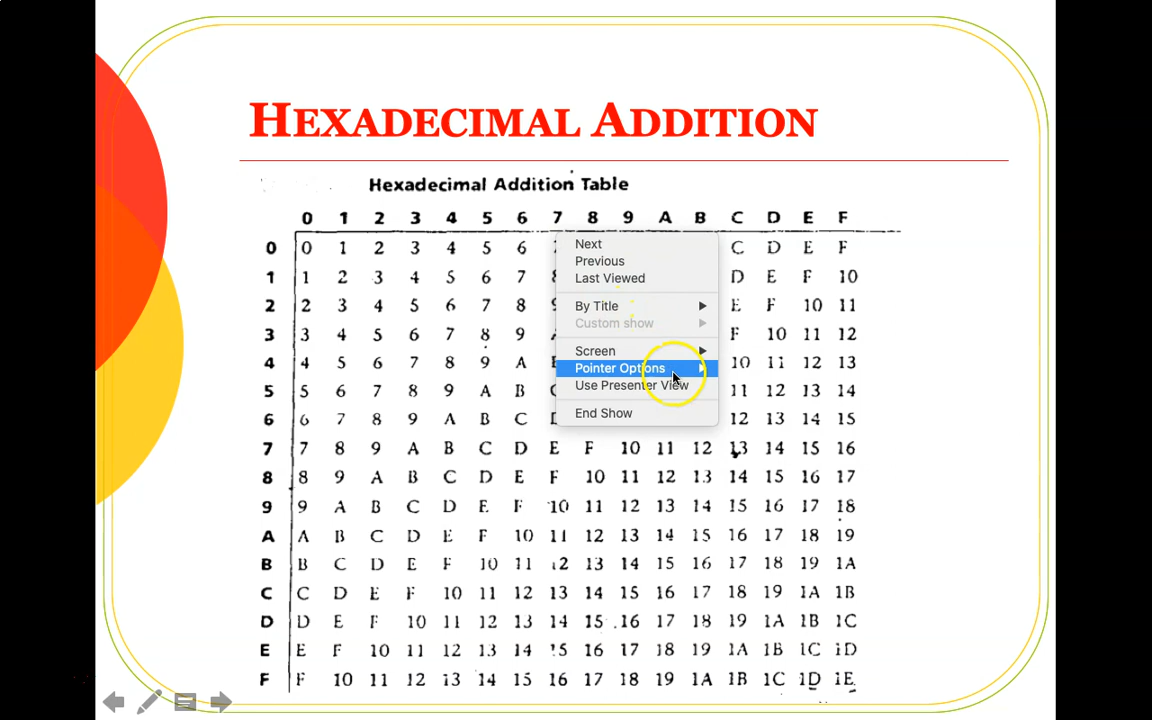 HEXADECIMAL ADDITION
Hexadecimal Addition Table
0 1 2 3 4 5 6 7 8 9 A B C D E F
0 0 1 2 3 4 5 6 C D E F
1 1 2 3 4 5 6 7 D E F 10
2 2 3 4 5 6 7 8 E F 10 11
3 3 4 5 6 7 8 9 F 10 11 12
4 4 5 6 7 8 9 A 10 11 12 13
5 5 6 7 8 9 A B 11 12 13 14
6 6 7 8 9 A B C 12 13 14 15
7 7 8 9 A B C D E F 10 11 12 13 14 15 16
8 8 9 A B C D E F 10 11 12 13 14 15 16 17
9 9 A B C D E F 10 11 12 13 14 15 16 17 18
A A B C D E F 10 11 12 13 14 15 16 17 18 19
B B C D E F 10 11 12 13 14 15 16 17 18 19 1A
C C D E F 10 11 12 13 14 15 16 17 18 19 1A 1B
D D E F 10 11 12 13 14 15 16 17 18 19 1A 1B 1C
E E F 10 11 12 13 14 15 16 17 18 19 1A 1B 1C 1D
F F 10 11 12 13 14 15 16 17 18 19 1A 1B 1C 1D 1E
Next
Previous
Last Viewed
By Title
Custom show
Screen
Pointer Options
Use Presenter View
End Show